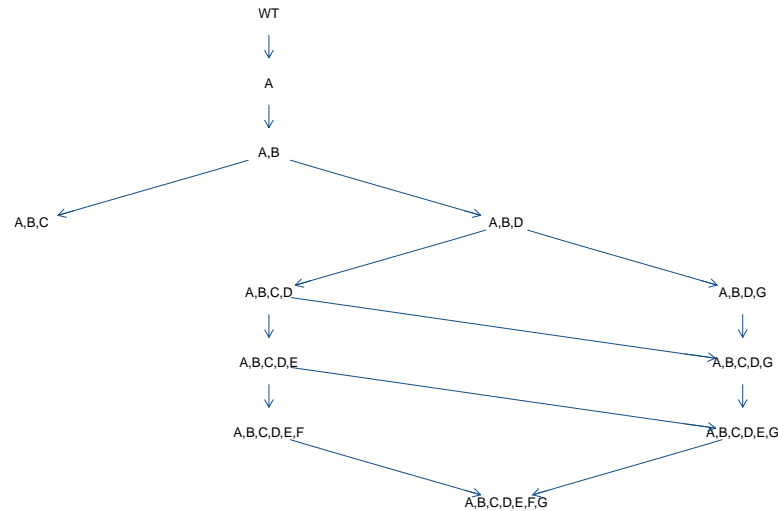 WT
A
A,B
A,B,C
A,B,D
A,B,C,D
A,B,D,G
A,B,C,D,E
A,B,C,D,G
A,B,C,D,E,F
A,B,C,D,E,G
A,B,C,D,E,F,G